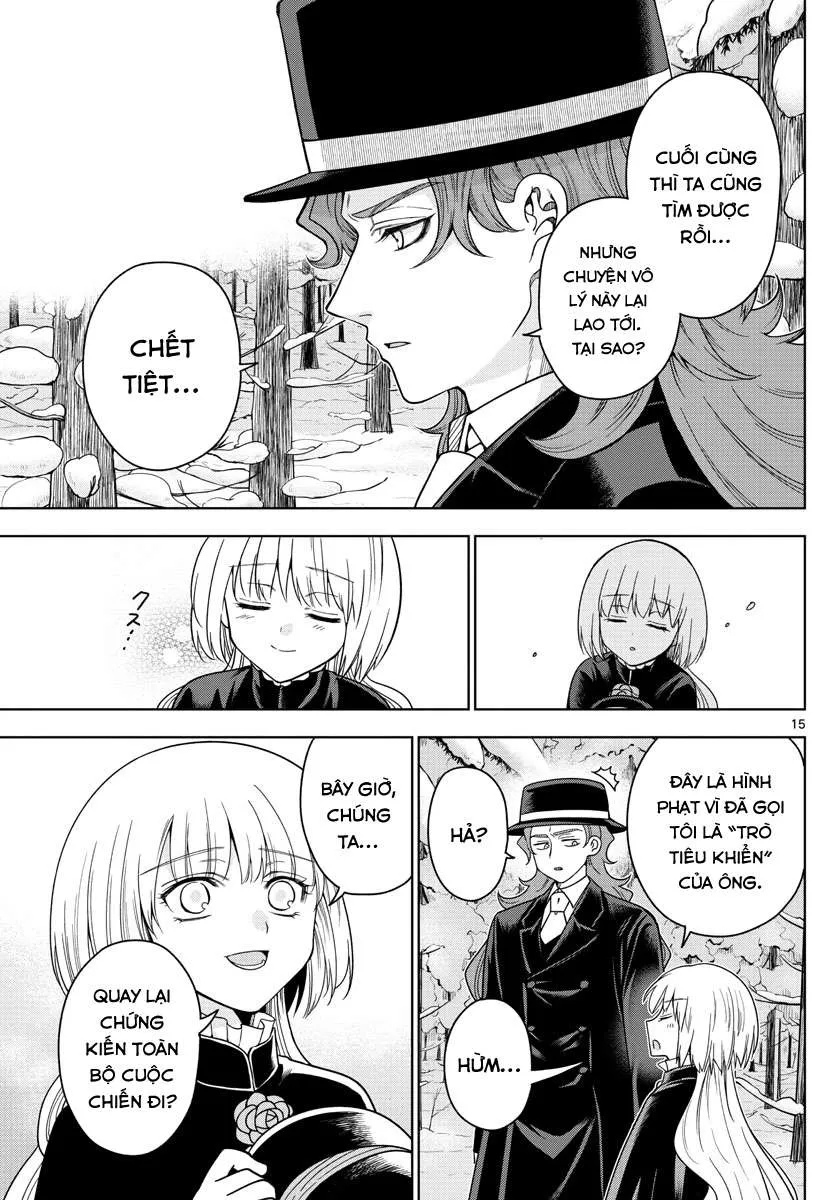 CUỐI CÙNG
THÌ TA CŨNG
TÌM ĐƯỢC
RỒI...
NHƯNG
CHUYỆN VÔ
LÝ NÀY LẠI
LAO TỚI.
TẠI SAO?
CHẾT
TIỆT...
クス...
15
ĐÂY LÀ HÌNH
PHẠT VÌ ĐÃ GỌI
TÔI LÀ "TRÒ
TIÊU KHIỂN"
CỦA ÔNG.
HẢ?
HỪM...
BÂY GIỜ,
CHÚNG
TA...
QUAY LẠI
CHỨNG
KIẾN TOÀN
BỘ CUỘC
CHIẾN ĐI?